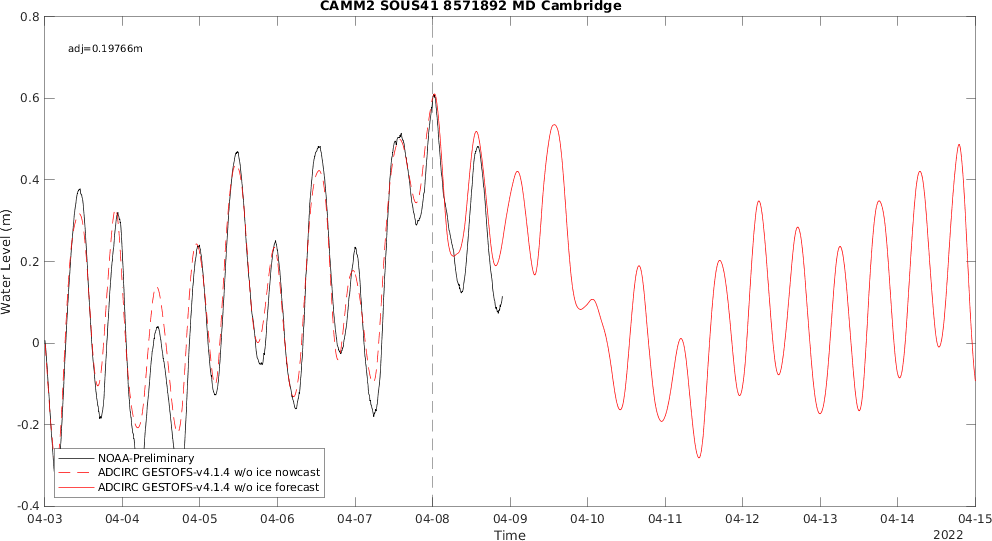 CAMM2 SOUS41 8571892 MD Cambridge
adj=0.19766m
Water Level (m)
0.8
0.6
0.4
0.2
0
-0.2
-0.4
NOAA-Preliminary
ADCIRC GESTOFS-v4.1.4 w/o ice nowcast
ADCIRC GESTOFS-v4.1.4 w/o ice forecast
04-03 04-04 04-05 04-06 04-07 04-08 04-09 04-10 04-11 04-12 04-13 04-14 04-15
Time
2022